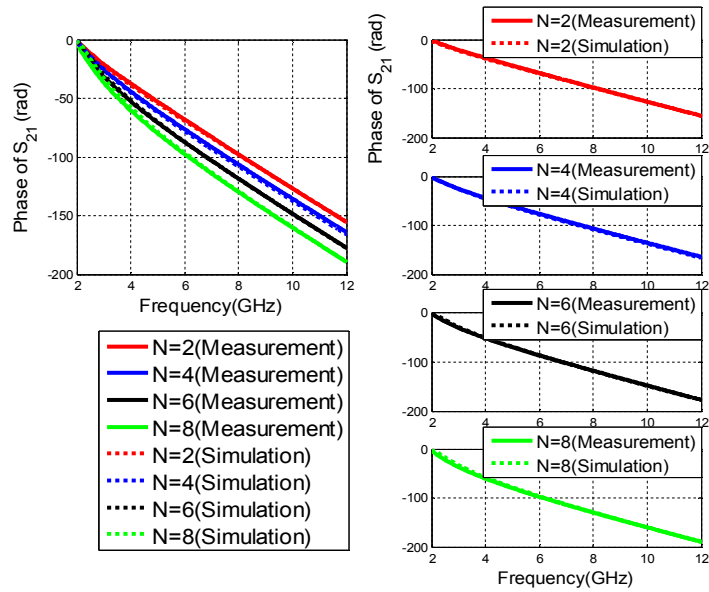 Phase of S21 (rad)
0
-50
-100
-150
-200
2 4 6 8 10 12
Frequency(GHz)
N=2(Measurement)
N=4(Measurement)
N=6(Measurement)
N=8(Measurement)
N=2(Simulation)
N=4(Simulation)
N=6(Simulation)
N=8(Simulation)
Phase of S21 (rad)
N=2(Measurement)
N=2(Simulation)
0
-100
-200
2 4 6 8 10 12
N=4(Measurement)
N=4(Simulation)
0
-100
-200
2 4 6 8 10 12
N=6(Measurement)
N=6(Simulation)
0
-100
-200
2 4 6 8 10 12
N=8(Measurement)
N=8(Simulation)
0
-100
-200
2 4 6 8 10 12
Frequency(GHz)